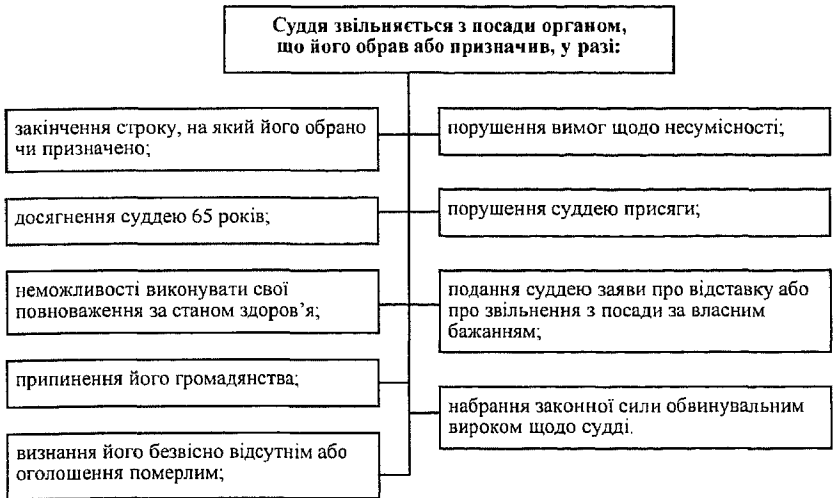 Суддя звільняється з посади органом,
що його обрав або призначив, у разі:
закінчення строку, на який його обрано
чи призначено;
досягнення суддею 65 років;
неможливості виконувати свої
повноваження за станом здоров’я;
припинення його громадянства;
визнання його безвісно відсутнім або
оголошення померлим;
порушення вимог щодо несумісності;
порушення суддею присяги;
подання суддею заяви про відставку або
про звільнення з посади за власним
бажанням;
набрання законної сили обвинувальним
вироком щодо судді.